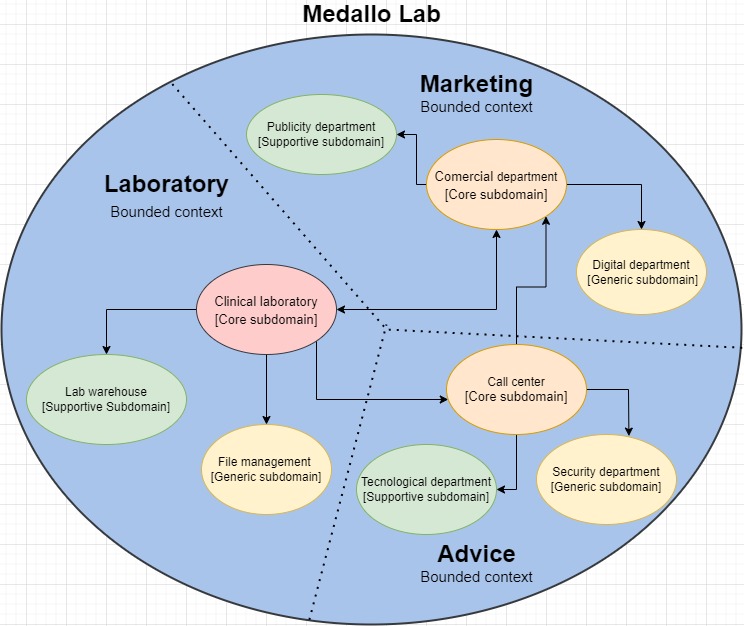 Medallo Lab
Marketing
Bounded context
Publicity department
[Supportive subdomain]
Comercial department
[Core subdomain]
Digital department
[Generic subdomain]
Laboratory
Bounded context
Clinical laboratory
[Core subdomain]
Lab warehouse
[Supportive Subdomain]
File management
[Generic subdomain]
Call center
[Core subdomain]
Tecnological department
[Supportive subdomain]
Security department
[Generic subdomain]
Advice
Bounded context